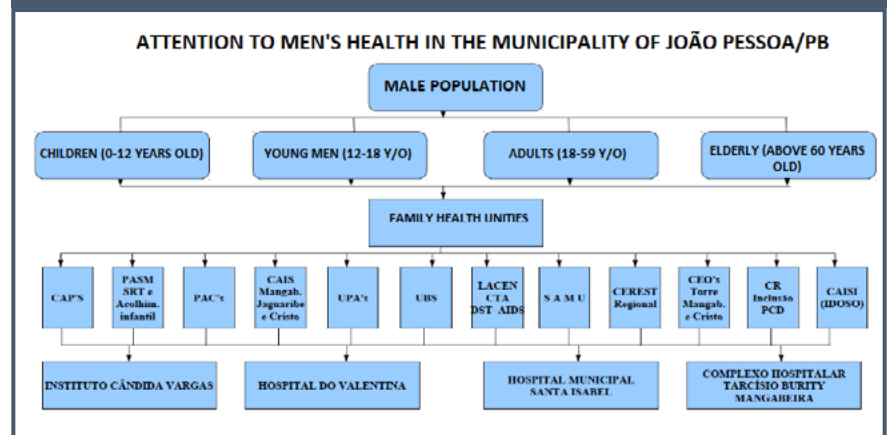 ATTENTION TO MEN'S HEALTH IN THE MUNICIPALITY OF JOÃO PESSOA/PB
MALE POPULATION
CHILDREN (0-12 YEARS OLD)
YOUNG MEN (12-18 Y/O)
ADULTS (18-59 Y/O)
ELDERLY (ABOVE 60 YEARS
OLD)
FAMILY HEALTH UNITIES
CAP'S
PASM
SRT e
Acolhim.
infantil
PAC's
CAIS
Mangab.
Jaguaribe
e Cristo
UPA's
UBS
LACEN
CTA
DST-AIDS
S A M U
CEREST
Regional
CEO's
Torre
Mangab.
e Cristo
CR
Inclusão
PCD
CAISI
(IDOSO)
INSTITUTO CÂNDIDA VARGAS
HOSPITAL DO VALENTINA
HOSPITAL MUNICIPAL
SANTA ISABEL
COMPLEXO HOSPITALAR
TARCÍSIO BURITY
MANGABEIRA